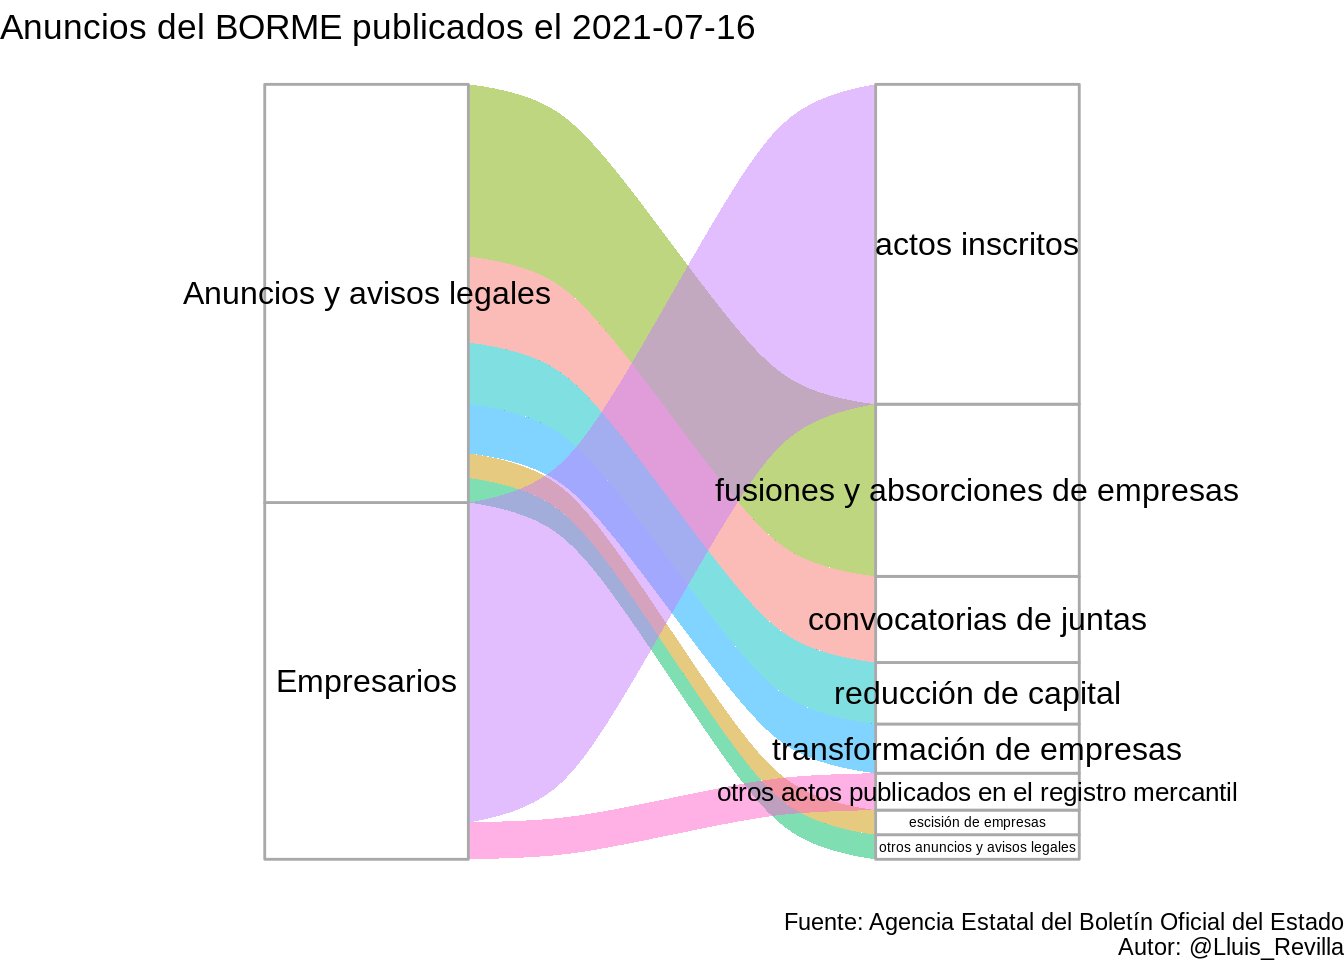 Anuncios del BORME publicados el 2021-07-16
Anuncios y avisos legales
Empresarios
actos inscritos
fusiones y absorciones de empresas
convocatorias de juntas
reducción de capital
transformación de empresas
otros actos publicados en el registro mercantil
escisión de empresas
otros anuncios y avisos legales
Fuente: Agencia Estatal del Boletín Oficial del Estado
Autor: @Lluis_Revilla